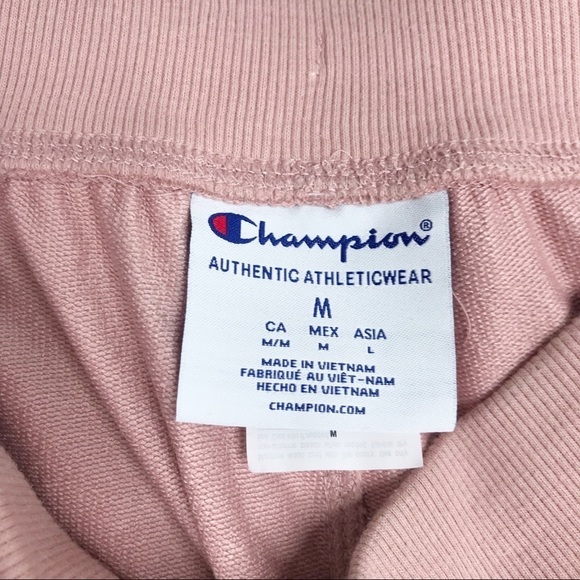 Champion®
AUTHENTIC ATHLETICWEAR
M
CA MEX ASIA
M/M M L
MADE IN VIETNAM
FABRIQUÉ AU VIÊT-NAM
HECHO EN VIETNAM
CHAMPION.COM
M